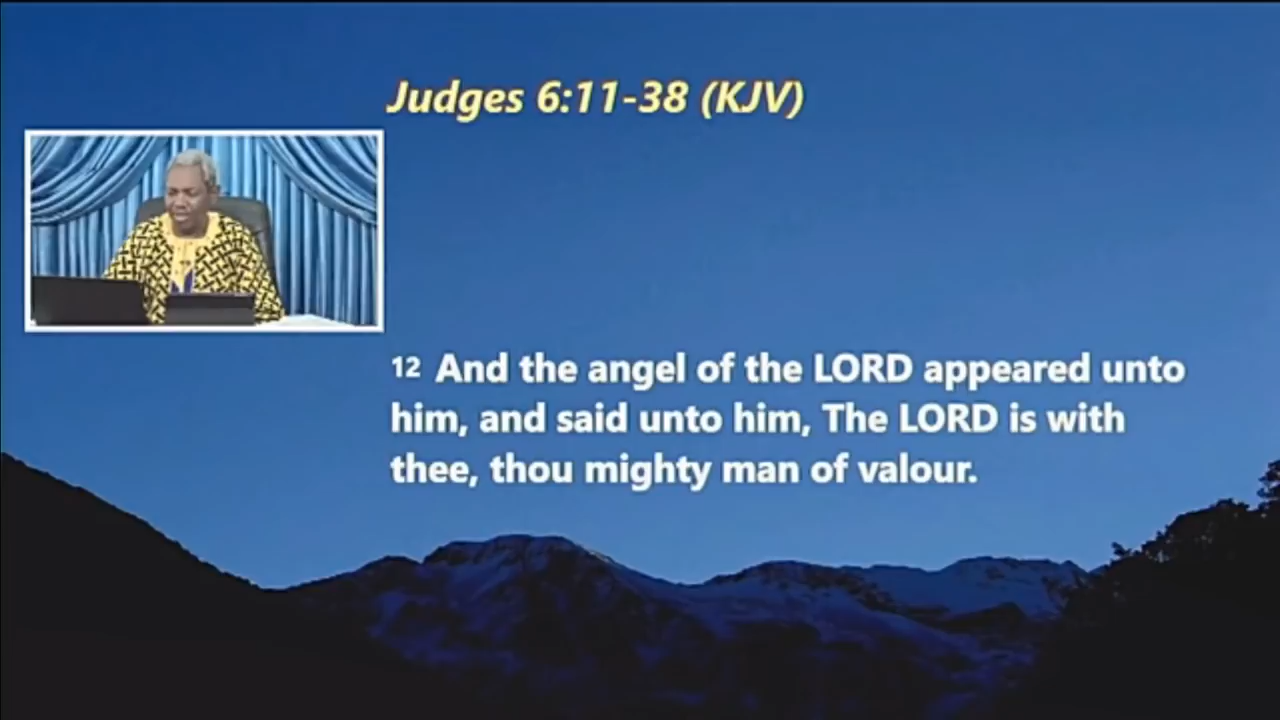 Judges 6:11-38 (KJV)
12 And the angel of the LORD appeared unto
him, and said unto him, The LORD is with
thee, thou mighty man of valour.